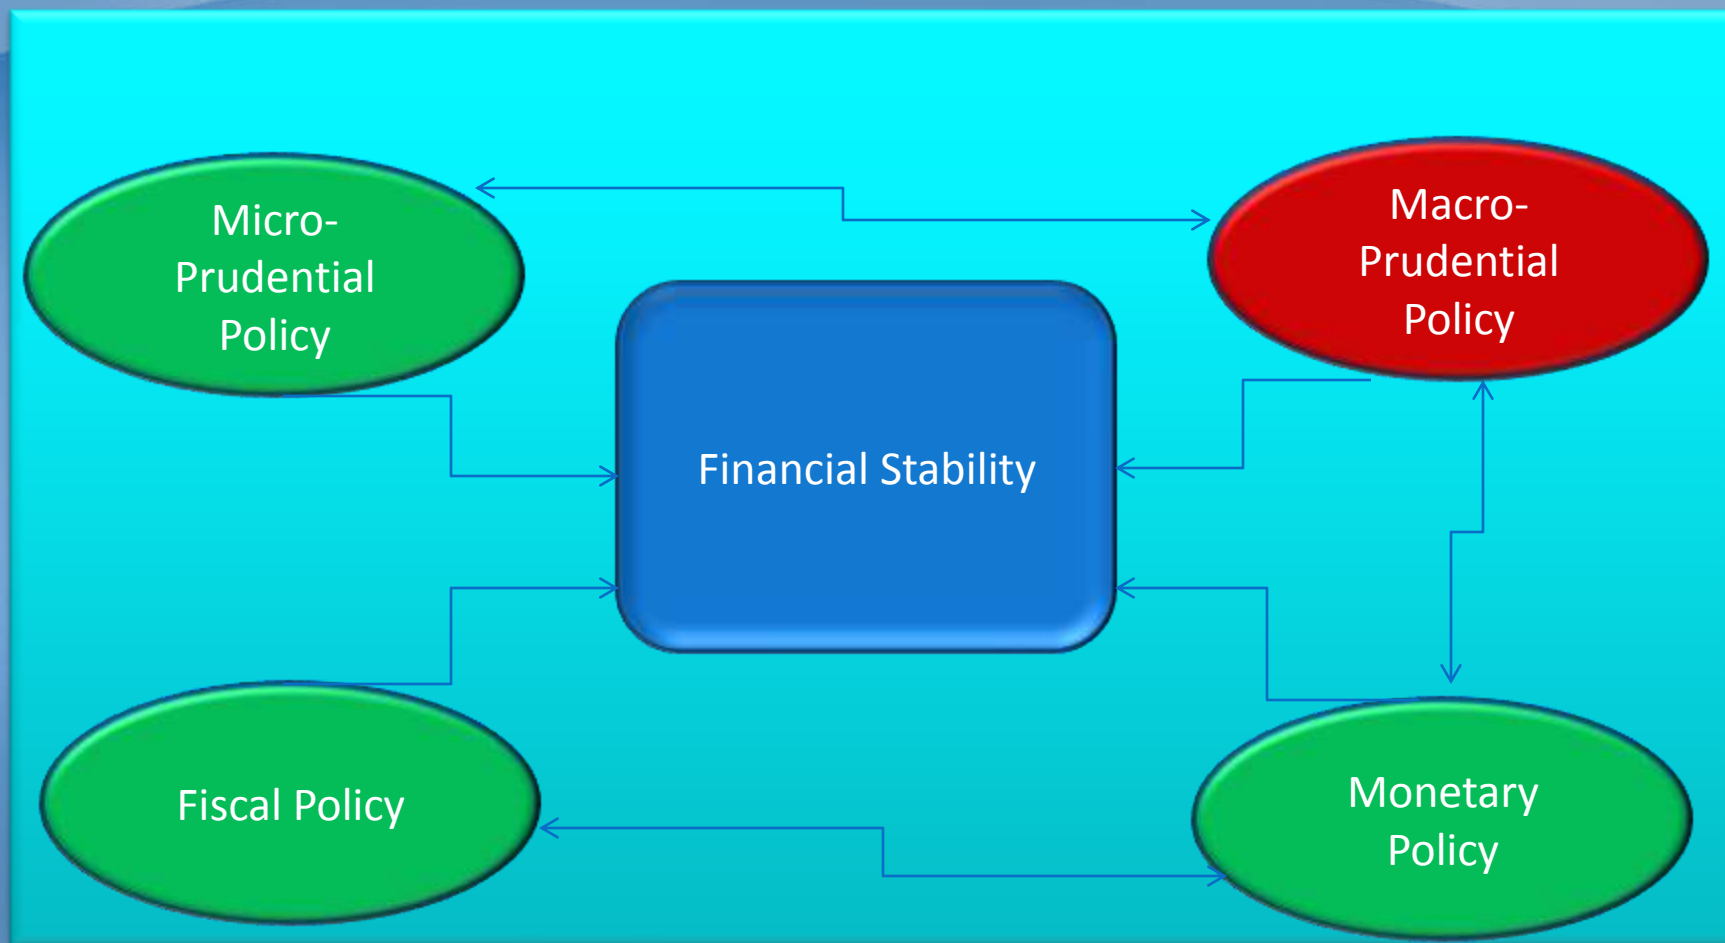 Micro-
Prudential
Policy
Macro-
Prudential
Policy
Financial Stability
Fiscal Policy
Monetary
Policy